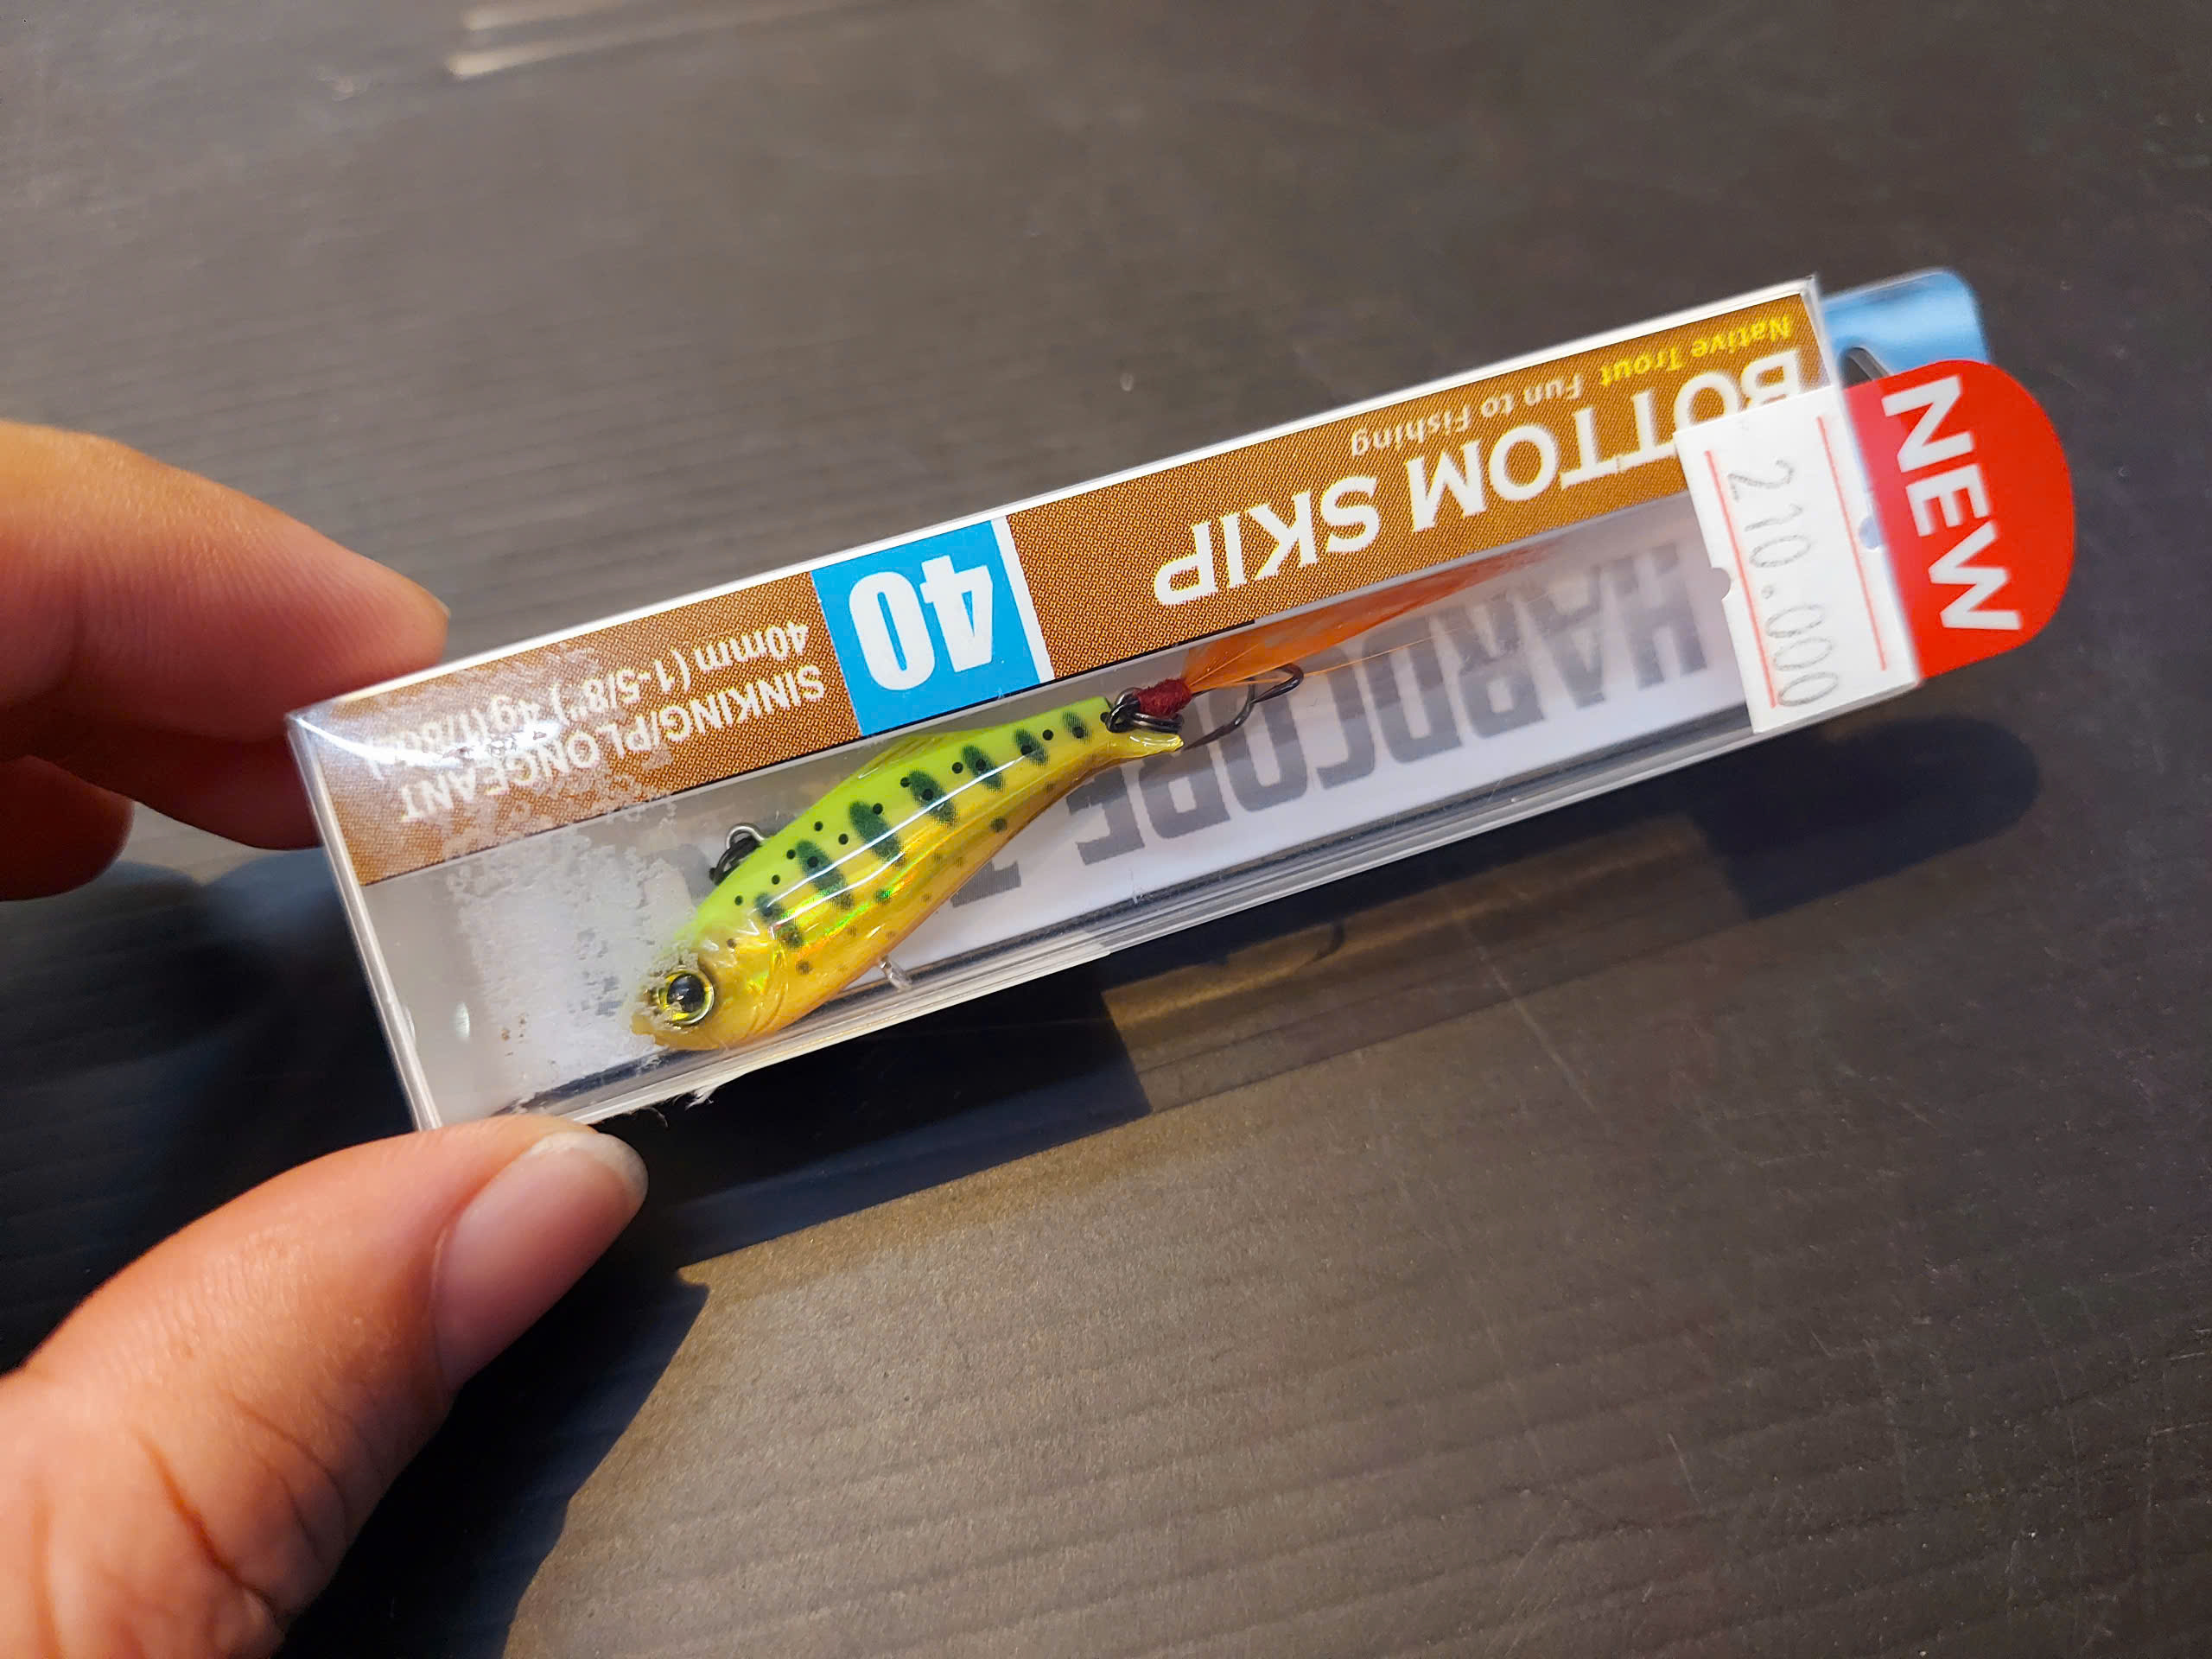 Native Trout Fun to Fishing
BOTTOM SKIP
40
SINKING/PLONGEANT
40mm (1-5/8") 4g (1/8oz)
HARDCORE
NEW
210.000